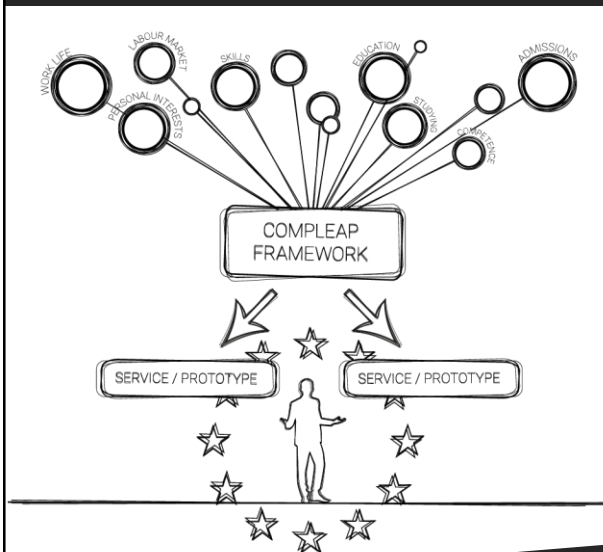 WORK LIFE
LABOUR MARKET
PERSONAL INTERESTS
SKILLS
EDUCATION
STUDYING
COMPETENCE
ADMISSIONS
COMPLEAP
FRAMEWORK
SERVICE / PROTOTYPE
SERVICE / PROTOTYPE